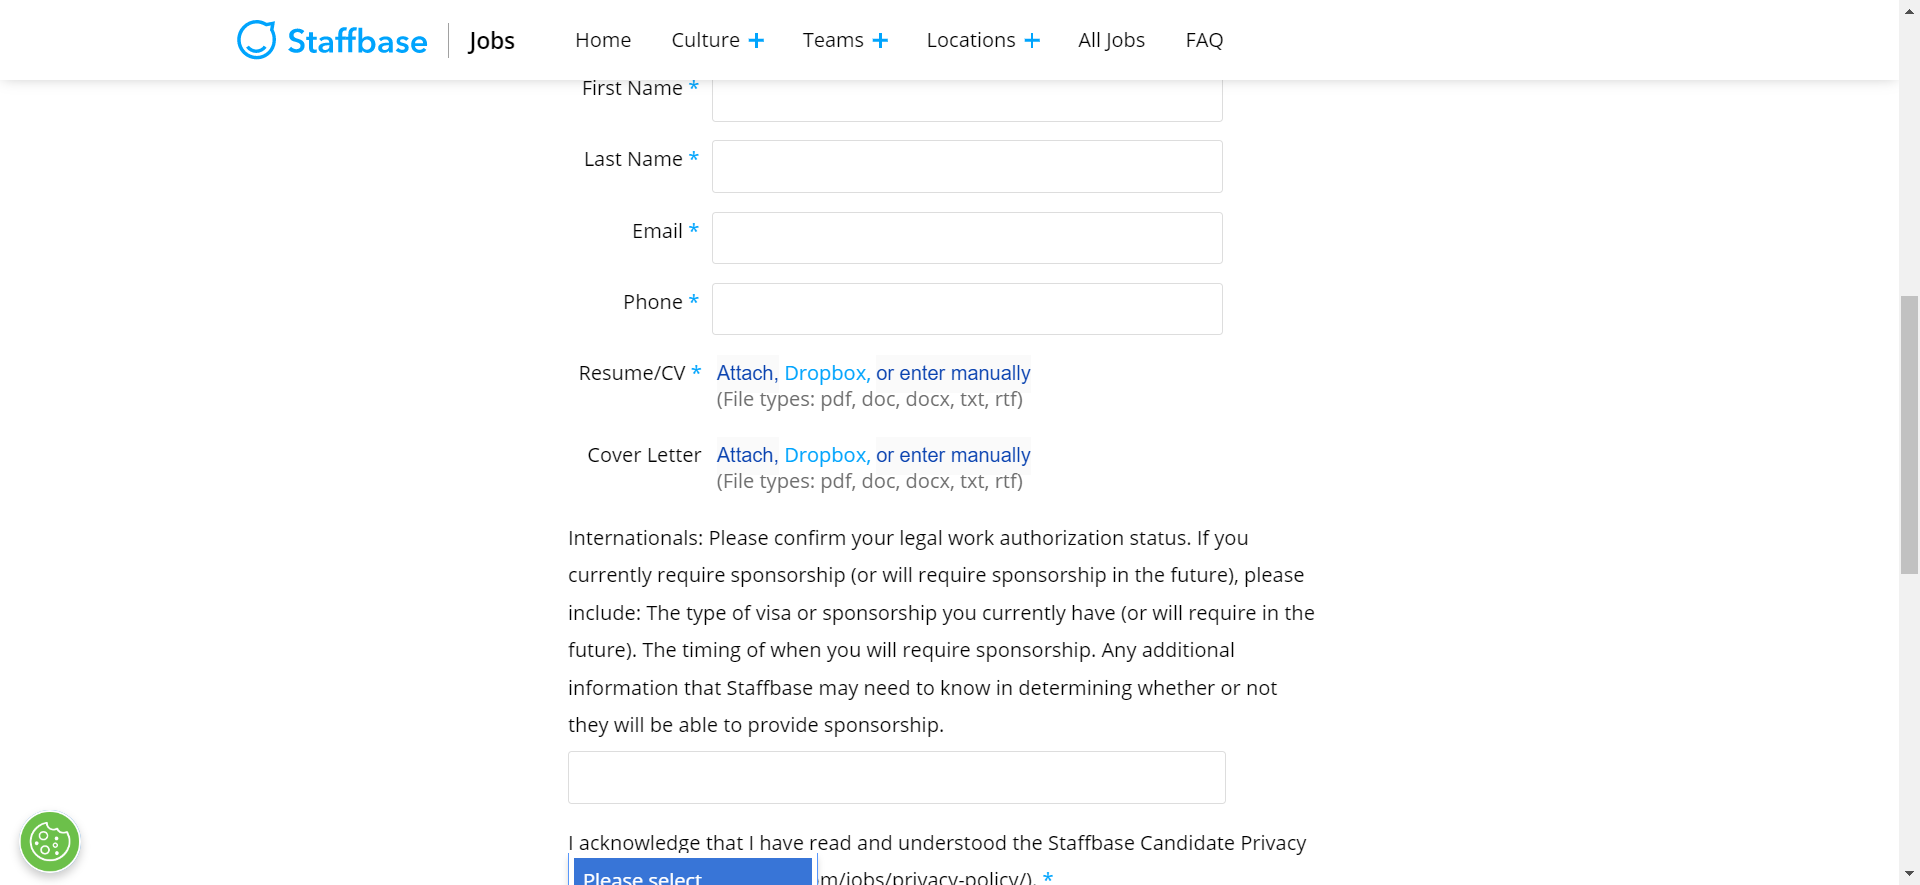 Staffbase Jobs Home Culture + Teams + Locations + All Jobs FAQ
First Name *
Last Name *
Email *
Phone *
Resume/CV * Attach, Dropbox, or enter manually
(File types: pdf, doc, docx, txt, rtf)
Cover Letter Attach, Dropbox, or enter manually
(File types: pdf, doc, docx, txt, rtf)
Internationals: Please confirm your legal work authorization status. If you
currently require sponsorship (or will require sponsorship in the future), please
include: The type of visa or sponsorship you currently have (or will require in the
future). The timing of when you will require sponsorship. Any additional
information that Staffbase may need to know in determining whether or not
they will be able to provide sponsorship.
I acknowledge that I have read and understood the Staffbase Candidate Privacy
Please select m/jobs/privacy-policy/). *